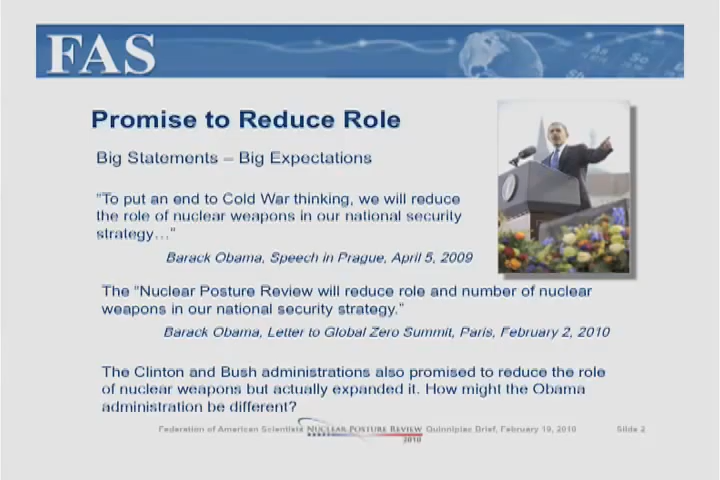 FAS
Promise to Reduce Role
Big Statements – Big Expectations
"To put an end to Cold War thinking, we will reduce
the role of nuclear weapons in our national security
strategy…"
Barack Obama, Speech in Prague, April 5, 2009
The "Nuclear Posture Review will reduce role and number of nuclear
weapons in our national security strategy."
Barack Obama, Letter to Global Zero Summit, Paris, February 2, 2010
The Clinton and Bush administrations also promised to reduce the role
of nuclear weapons but actually expanded it. How might the Obama
administration be different?
Federation of American Scientists NUCLEAR POSTURE REVIEW Quinnipiac Brief, February 19, 2010 Slide 2
2010